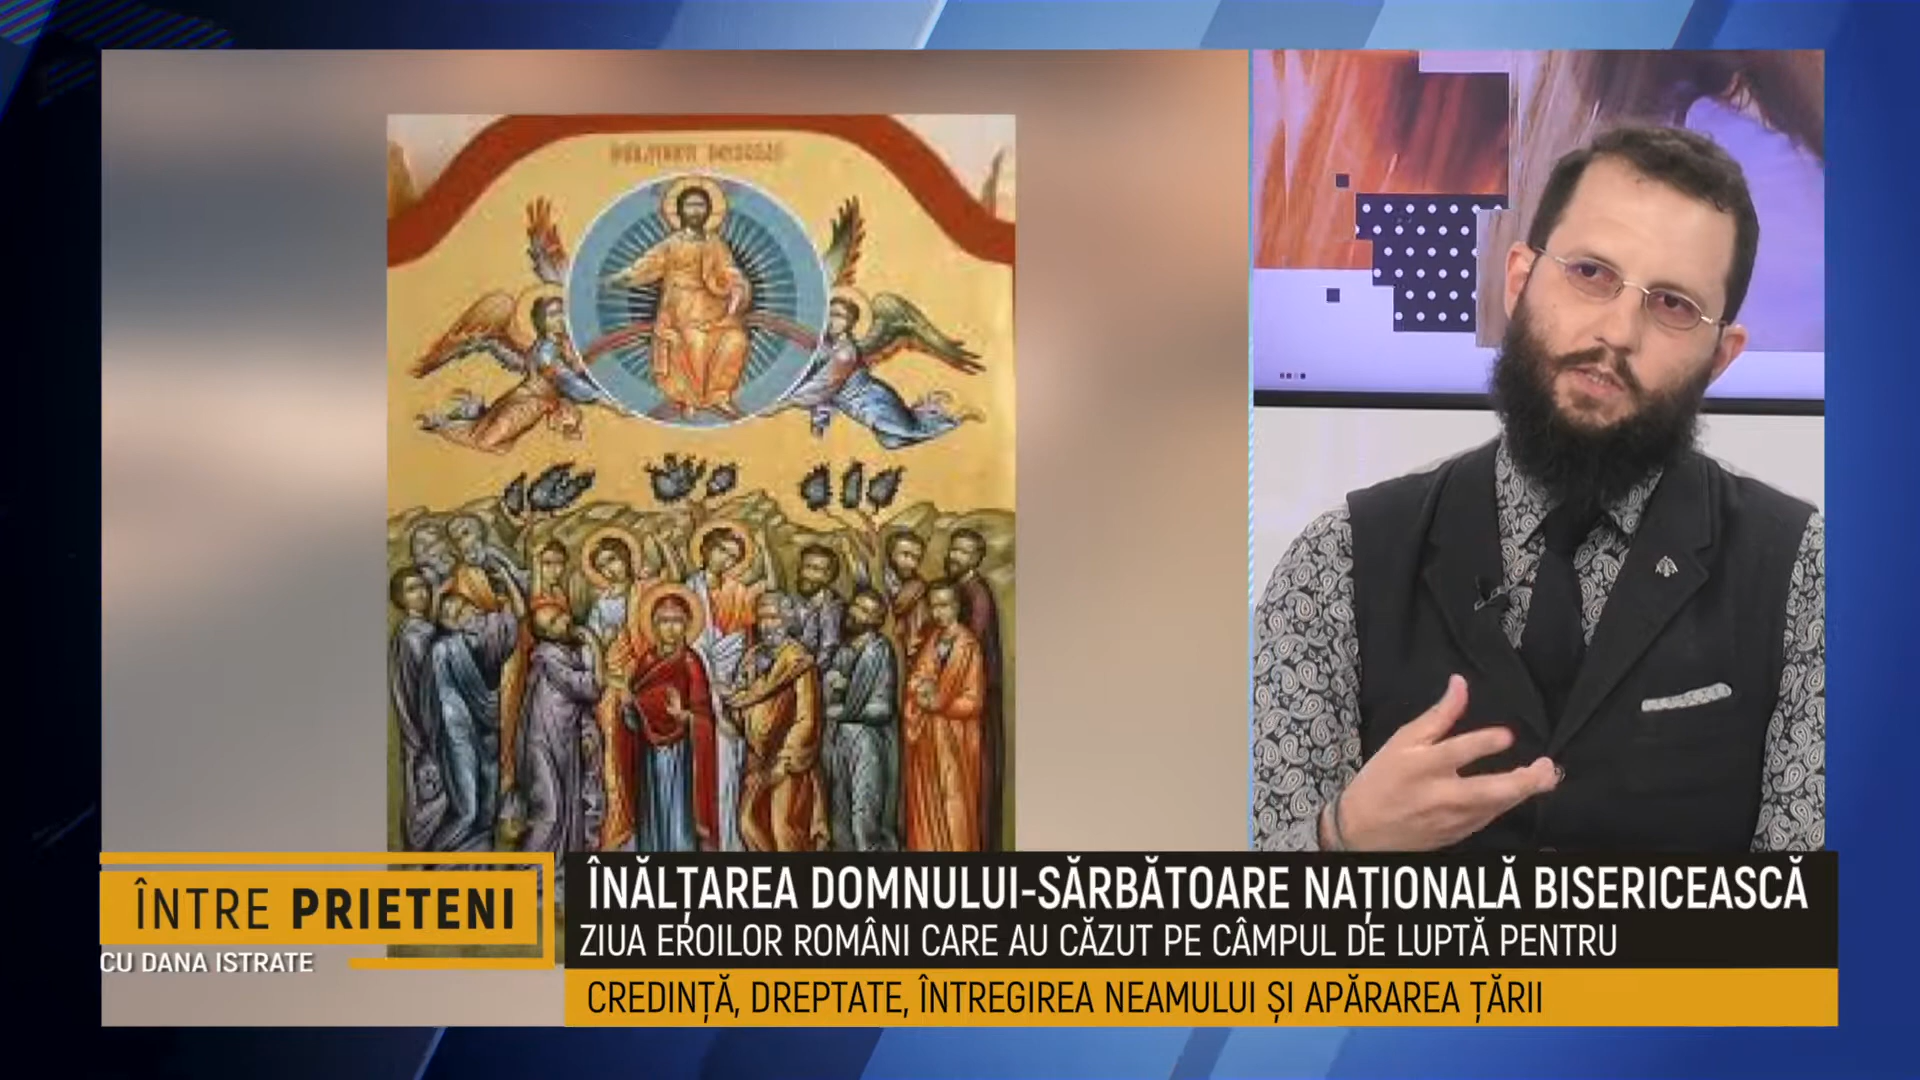 ÎNTRE PRIETENI
CU DANA ISTRATE
ÎNĂLȚAREA DOMNULUI-SĂRBĂTOARE NAȚIONALĂ BISERICEASCĂ
ZIUA EROILOR ROMÂNI CARE AU CĂZUT PE CÂMPUL DE LUPTĂ PENTRU
CREDINȚĂ, DREPTATE, ÎNTREGIREA NEAMULUI ȘI APĂRAREA ȚĂRII